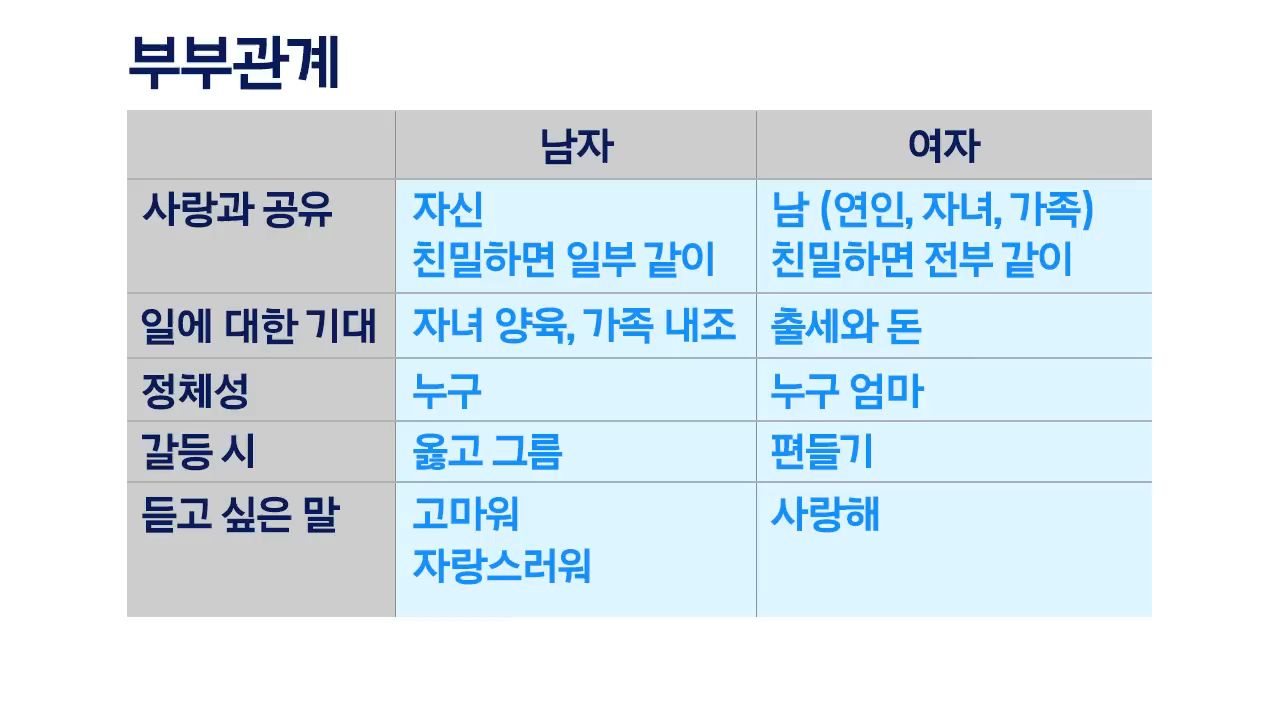 부부관계
남자 여자
사랑과 공유 자신 남 (연인, 자녀, 가족)
친밀하면 일부 같이 친밀하면 전부 같이
일에 대한 기대 자녀 양육, 가족 내조 출세와 돈
정체성 누구 누구 엄마
갈등 시 옳고 그름 편들기
듣고 싶은 말 고마워 사랑해
자랑스러워